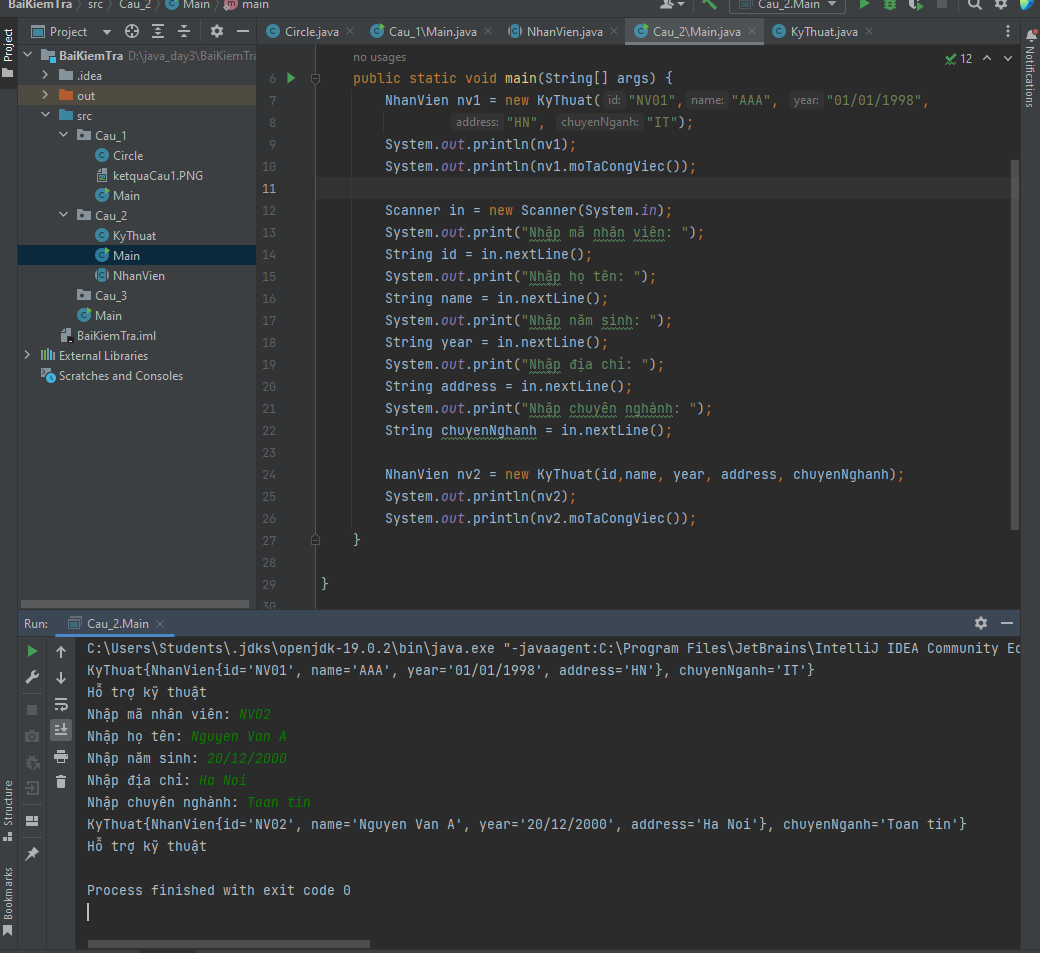 BaiKiemTra src Cau_2 Main main Cau_2.Main
Project
Circle.java Cau_1\Main.java NhanVien.java Cau_2\Main.java KyThuat.java
Project
Notifications
Structure
Bookmarks
BaiKiemTra D:\java_day3\BaiKiemTra
.idea
out
src
Cau_1
Circle
ketquaCau1.PNG
Main
Cau_2
KyThuat
Main
NhanVien
Cau_3
Main
BaiKiemTra.iml
External Libraries
Scratches and Consoles
no usages
12
6 public static void main(String[] args) {
7 NhanVien nv1 = new KyThuat( id: "NV01", name: "AAA", year: "01/01/1998",
8 address: "HN", chuyenNganh: "IT");
9 System.out.println(nv1);
10 System.out.println(nv1.moTaCongViec());
11
12 Scanner in = new Scanner(System.in);
13 System.out.print("Nhập mã nhân viên: ");
14 String id = in.nextLine();
15 System.out.print("Nhập họ tên: ");
16 String name = in.nextLine();
17 System.out.print("Nhập năm sinh: ");
18 String year = in.nextLine();
19 System.out.print("Nhập địa chỉ: ");
20 String address = in.nextLine();
21 System.out.print("Nhập chuyên nghành: ");
22 String chuyenNghanh = in.nextLine();
23
24 NhanVien nv2 = new KyThuat(id,name, year, address, chuyenNghanh);
25 System.out.println(nv2);
26 System.out.println(nv2.moTaCongViec());
27 }
28
29 }
30
Run: Cau_2.Main
C:\Users\Students\.jdks\openjdk-19.0.2\bin\java.exe "-javaagent:C:\Program Files\JetBrains\IntelliJ IDEA Community Ed
KyThuat{NhanVien{id='NV01', name='AAA', year='01/01/1998', address='HN'}, chuyenNganh='IT'}
Hỗ trợ kỹ thuật
Nhập mã nhân viên: NV02
Nhập họ tên: Nguyen Van A
Nhập năm sinh: 20/12/2000
Nhập địa chỉ: Ha Noi
Nhập chuyên nghành: Toan tin
KyThuat{NhanVien{id='NV02', name='Nguyen Van A', year='20/12/2000', address='Ha Noi'}, chuyenNganh='Toan tin'}
Hỗ trợ kỹ thuật
Process finished with exit code 0